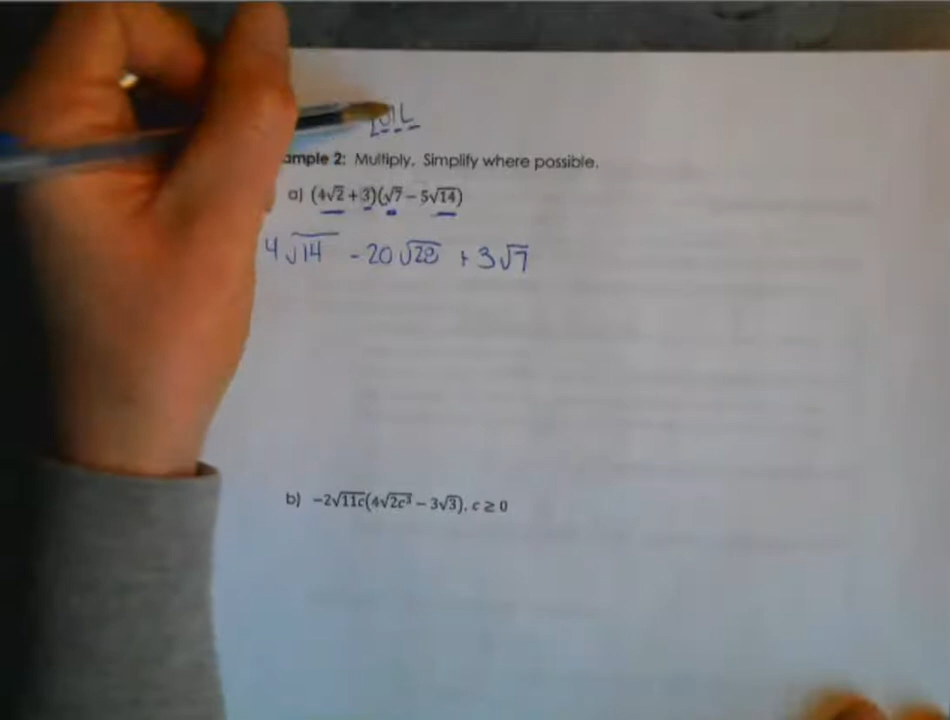 FOIL
ample 2: Multiply. Simplify where possible.
a) (4√2 + 3)(√7 − 5√14)
4√14 - 20√28 + 3√7
b) −2√11c(4√2c³ − 3√3), c ≥ 0